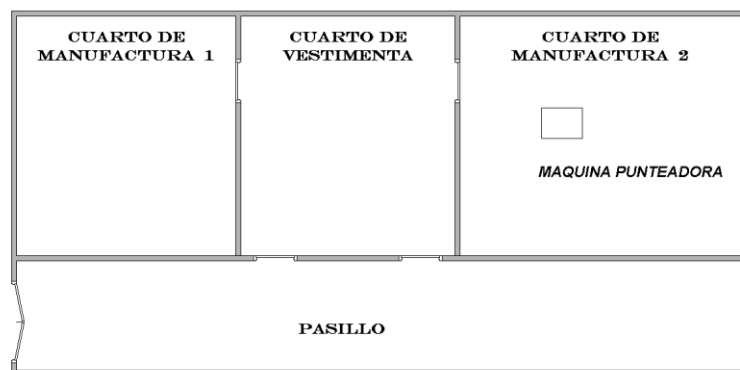 CUARTO DE
MANUFACTURA 1
CUARTO DE
VESTIMENTA
CUARTO DE
MANUFACTURA 2
MAQUINA PUNTEADORA
PASILLO